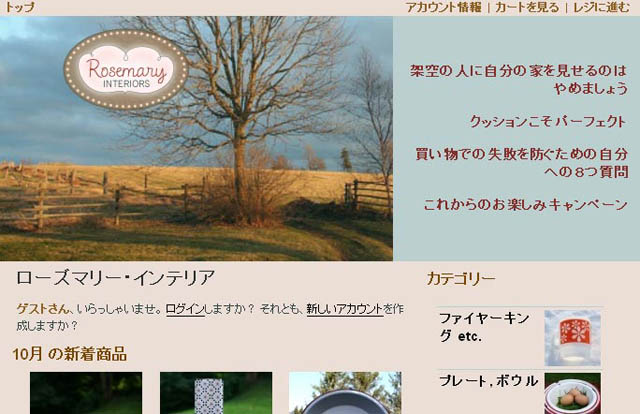 トップ
アカウント情報 | カートを見る | レジに進む
Rosemary
INTERIORS
架空の人に自分の家を見せるのは
やめましょう
クッションこそパーフェクト
買い物での失敗を防ぐための自分
への8つ質問
これからのお楽しみキャンペーン
ローズマリー・インテリア
ゲストさん、いらっしゃいませ。ログインしますか? それとも、新しいアカウントを作
成しますか?
10月 の新着商品
カテゴリー
ファイヤーキン
グ etc.
プレート,ボウル